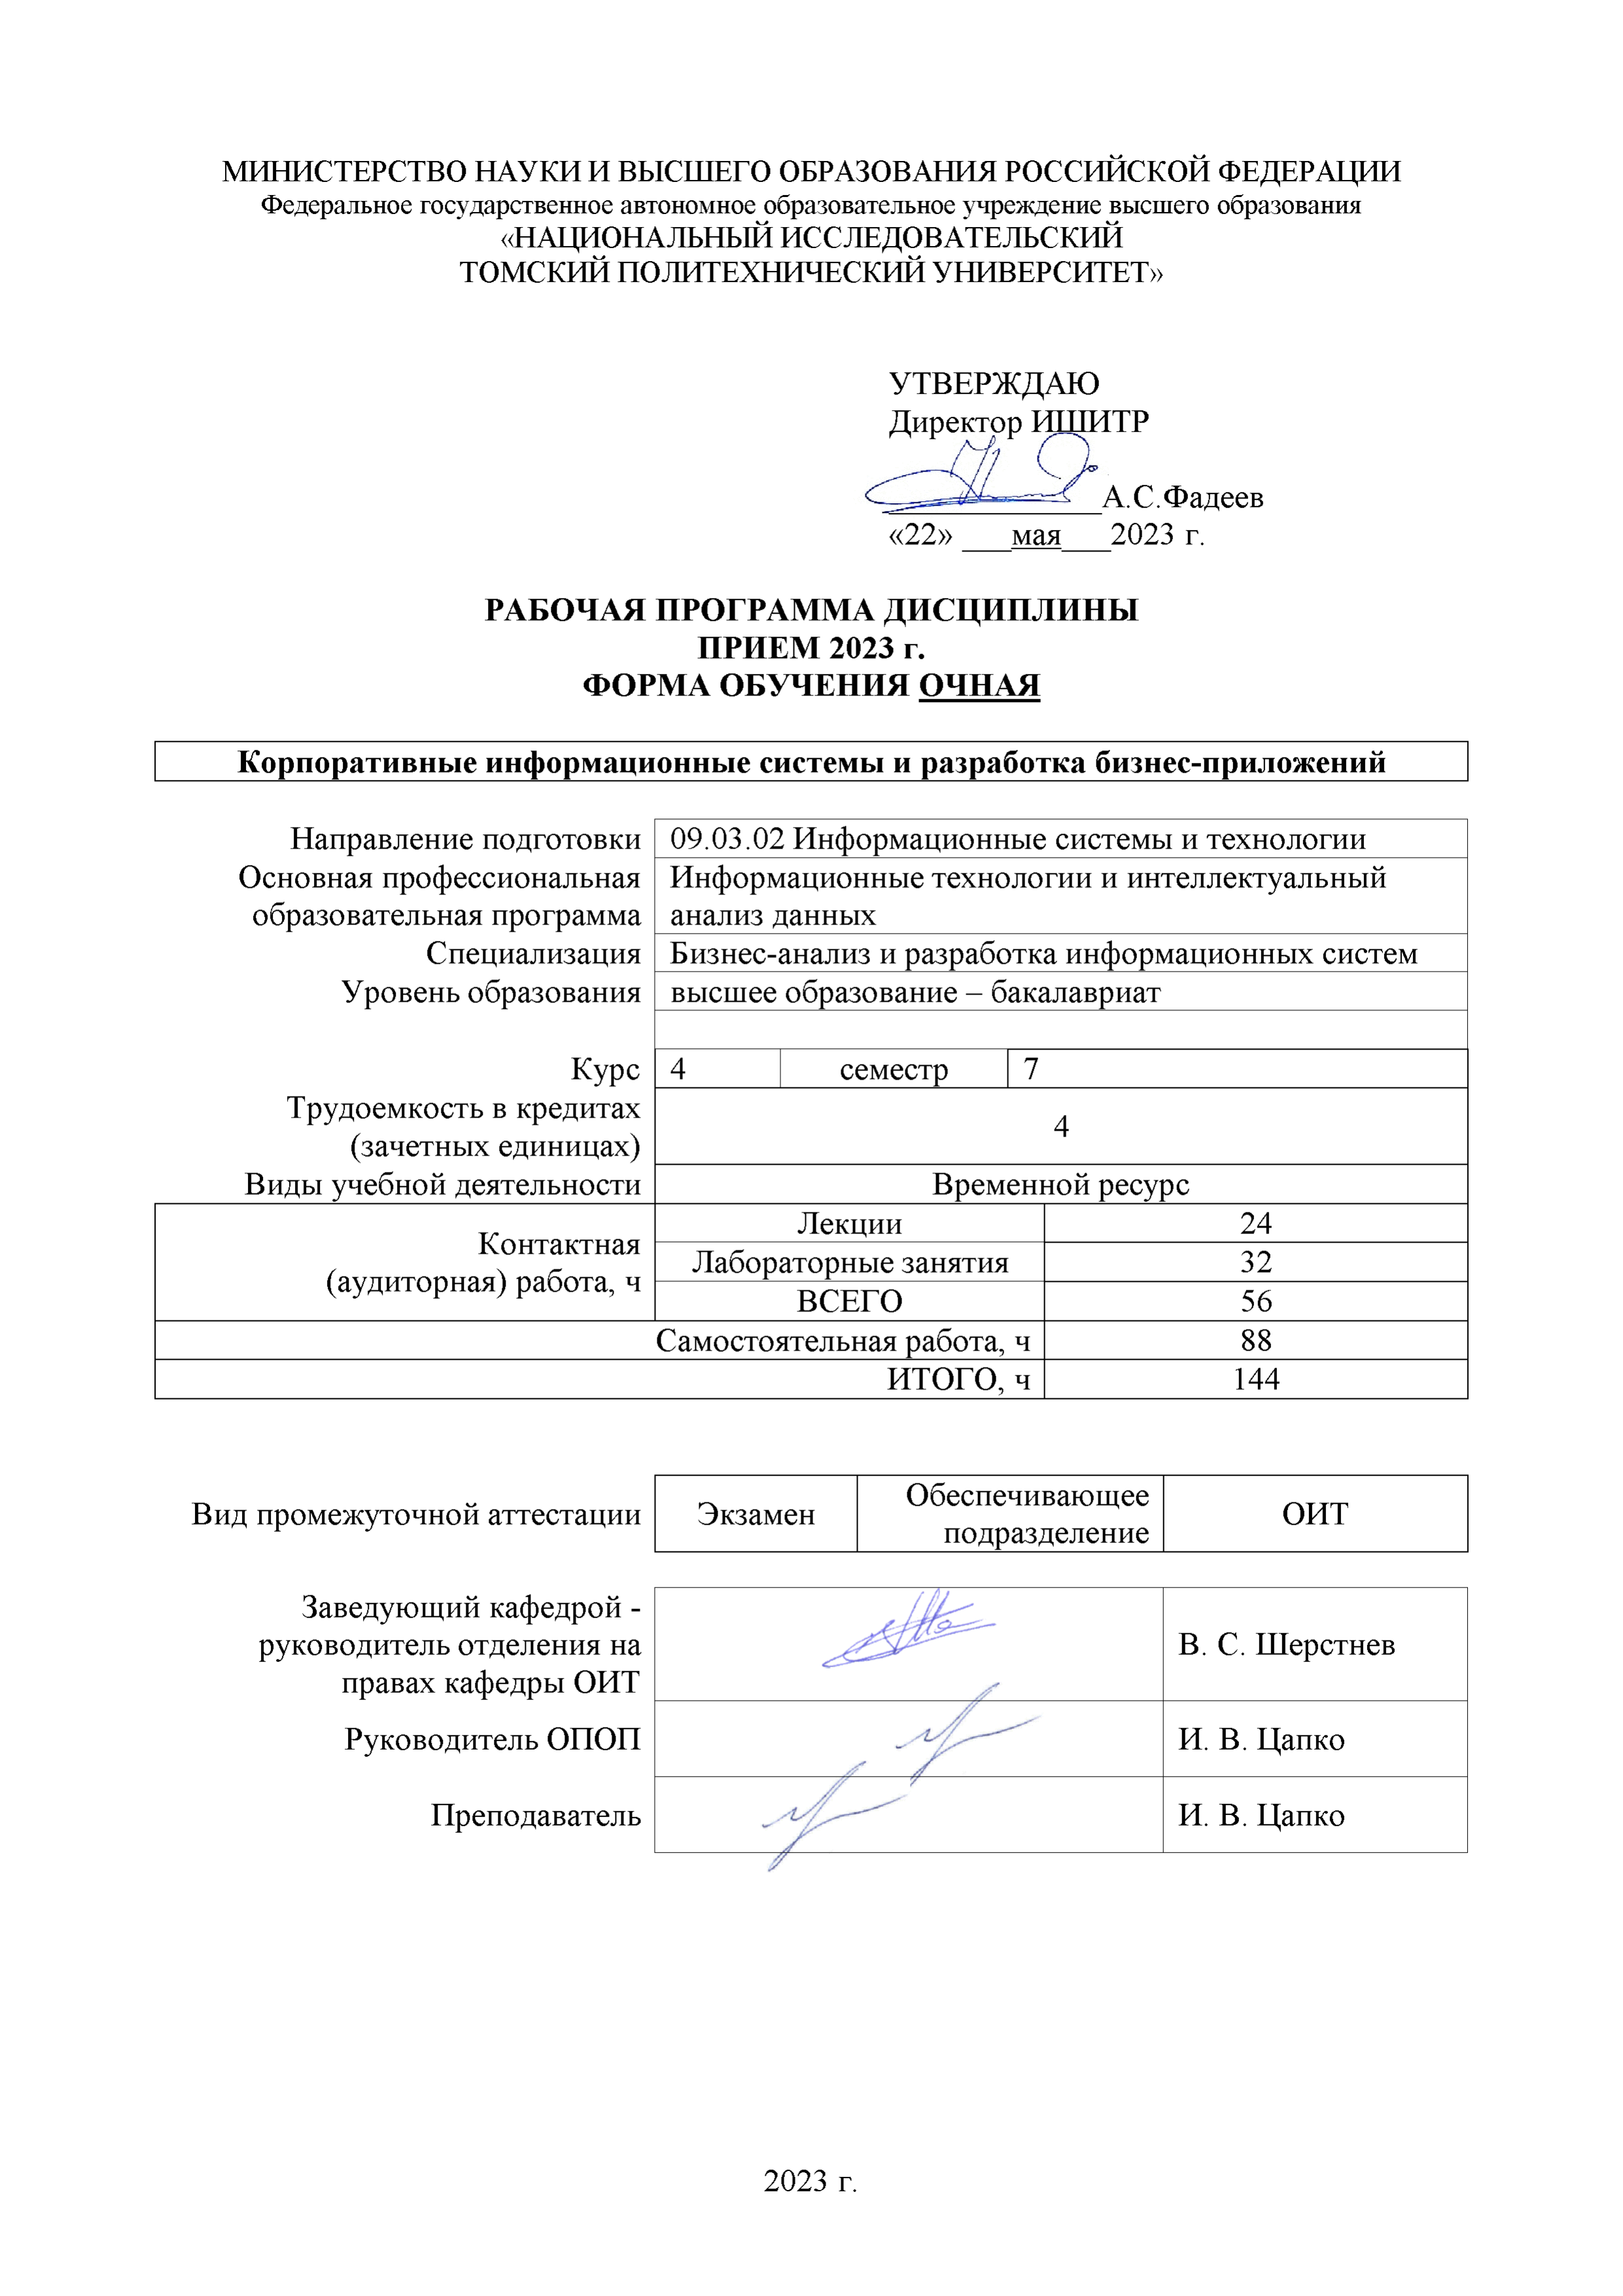 МИНИСТЕРСТВО НАУКИ И ВЫСШЕГО ОБРАЗОВАНИЯ РОССИЙСКОЙ ФЕДЕРАЦИИ
Федеральное государственное автономное образовательное учреждение высшего образования
«НАЦИОНАЛЬНЫЙ ИССЛЕДОВАТЕЛЬСКИЙ
ТОМСКИЙ ПОЛИТЕХНИЧЕСКИЙ УНИВЕРСИТЕТ»
УТВЕРЖДАЮ
Директор ИШИТР
А.С.Фадеев
«22» ___мая___2023 г.
РАБОЧАЯ ПРОГРАММА ДИСЦИПЛИНЫ
ПРИЕМ 2023 г.
ФОРМА ОБУЧЕНИЯ ОЧНАЯ
Корпоративные информационные системы и разработка бизнес-приложений
Направление подготовки 09.03.02 Информационные системы и технологии
Основная профессиональная Информационные технологии и интеллектуальный
образовательная программа анализ данных
Специализация Бизнес-анализ и разработка информационных систем
Уровень образования высшее образование – бакалавриат
Курс 4 семестр 7
Трудоемкость в кредитах
(зачетных единицах)
4
Виды учебной деятельности Временной ресурс
Контактная
(аудиторная) работа, ч
Лекции 24
Лабораторные занятия 32
ВСЕГО 56
Самостоятельная работа, ч 88
ИТОГО, ч 144
Вид промежуточной аттестации Экзамен
Обеспечивающее
подразделение
ОИТ
Заведующий кафедрой -
руководитель отделения на
правах кафедры ОИТ
В. С. Шерстнев
Руководитель ОПОП И. В. Цапко
Преподаватель И. В. Цапко
2023 г.